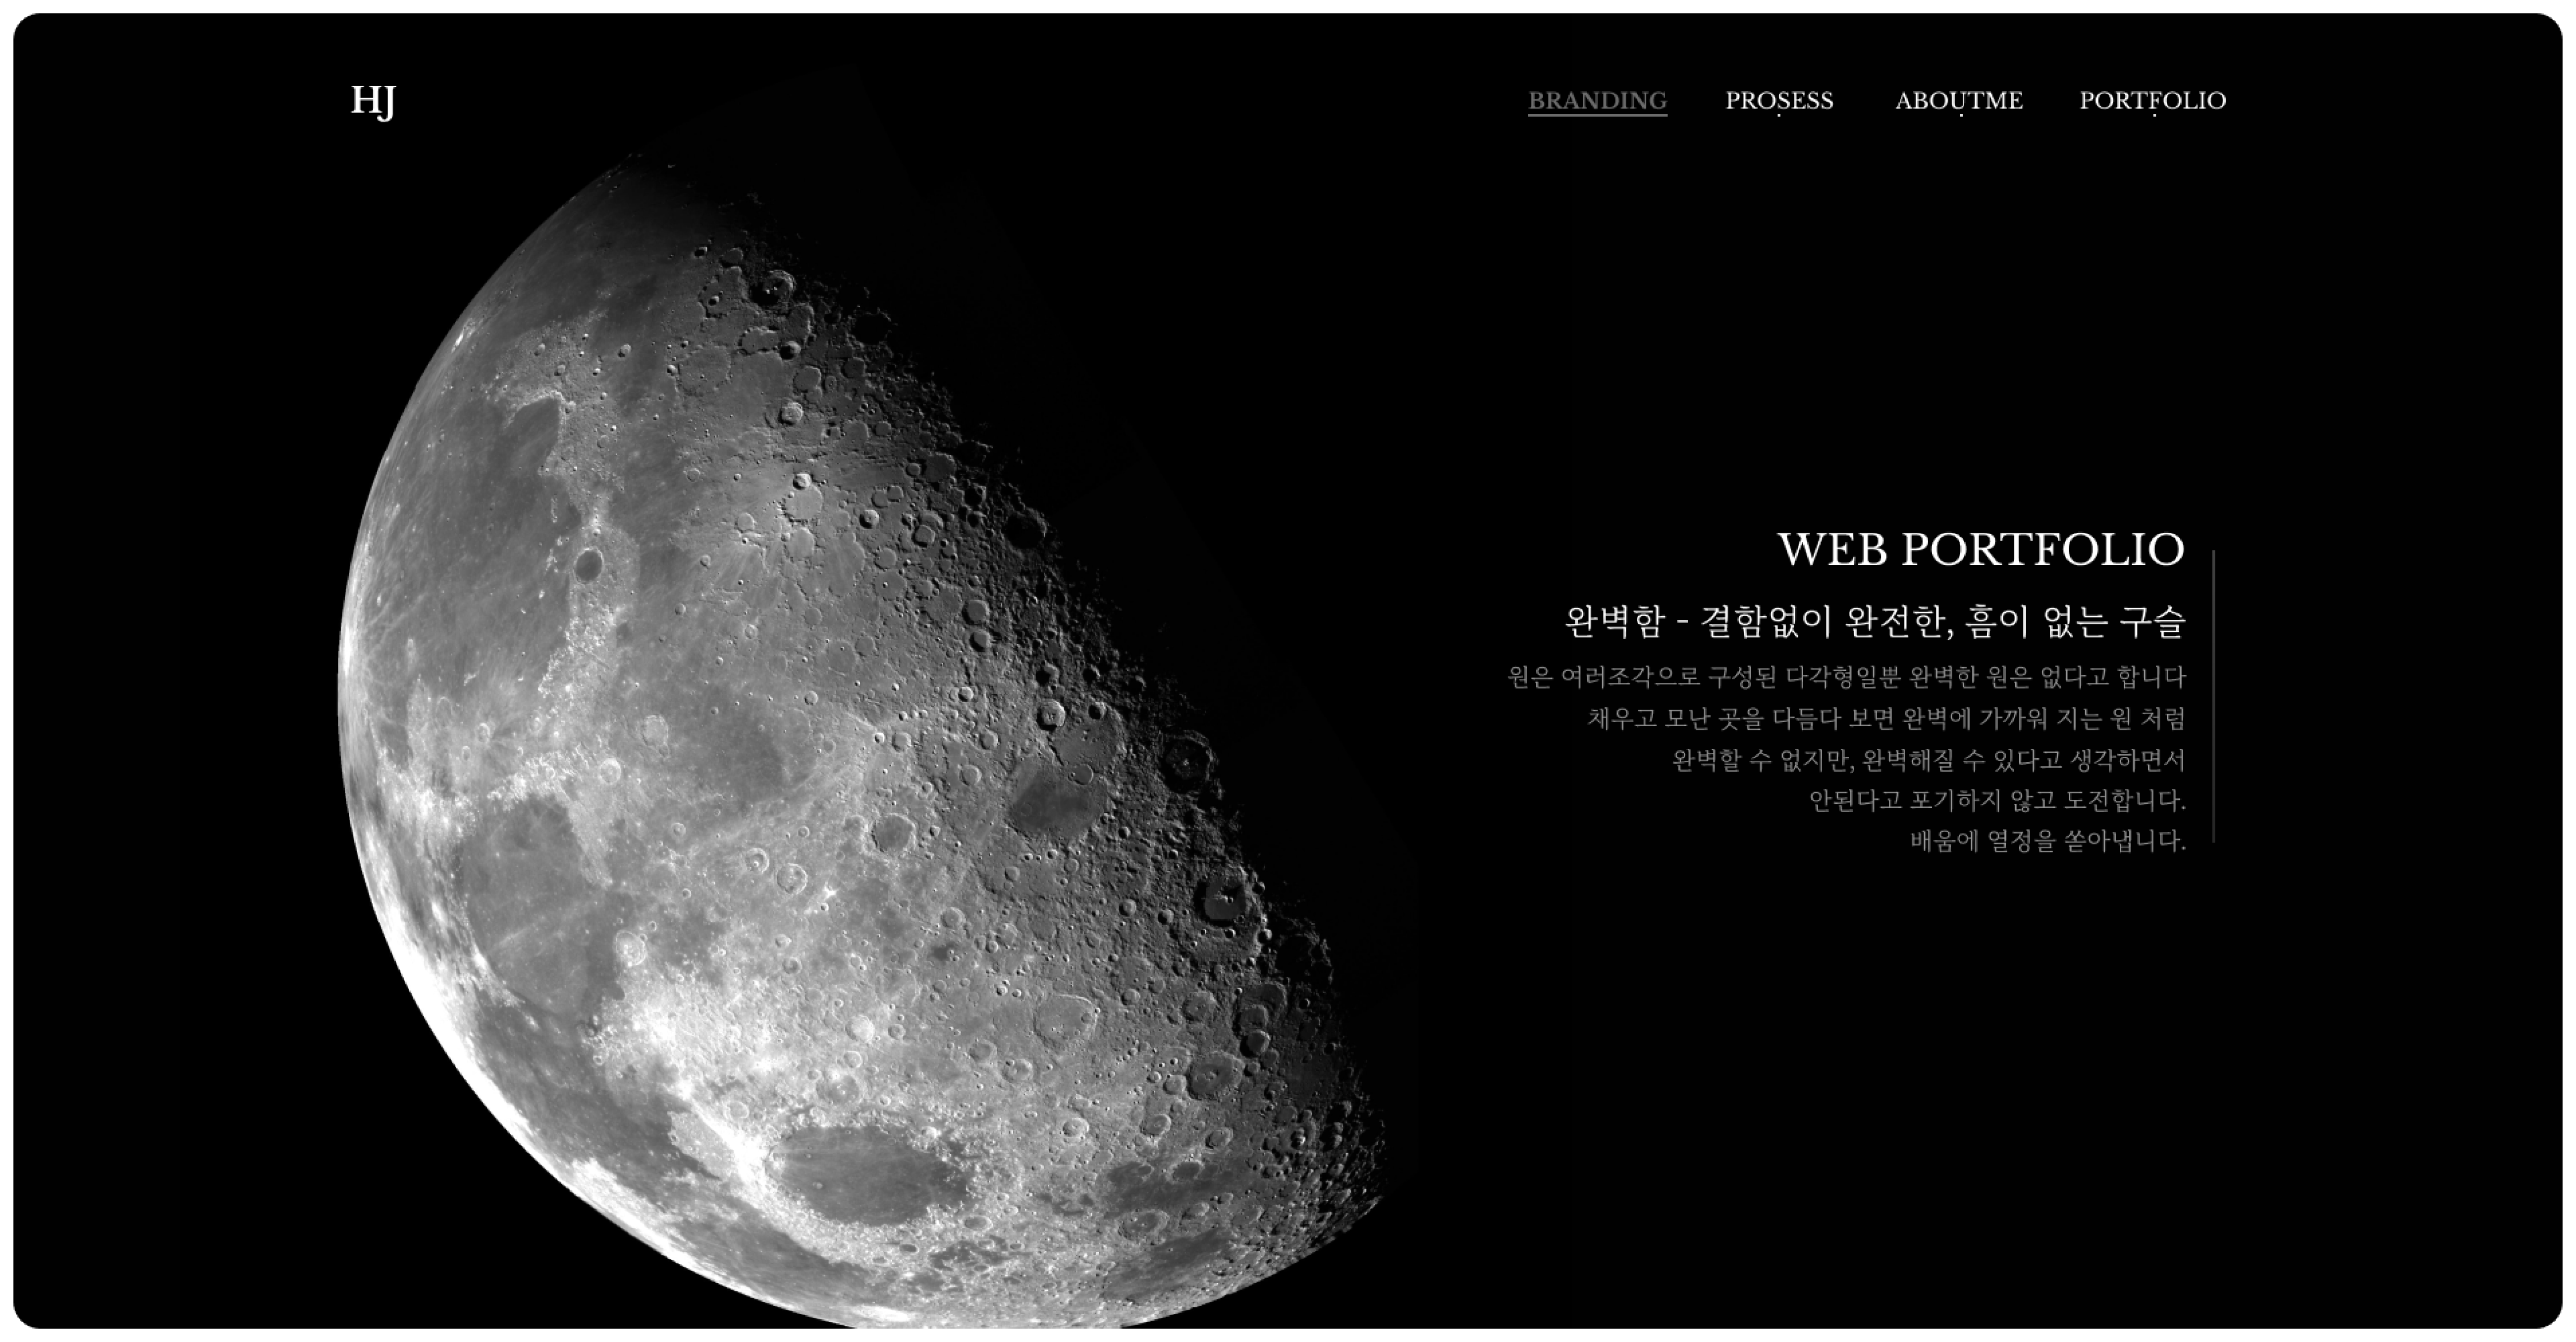 HJ
BRANDING PROSESS ABOUTME PORTFOLIO
WEB PORTFOLIO
완벽함 - 결함없이 완전한, 흠이 없는 구슬
원은 여러조각으로 구성된 다각형일뿐 완벽한 원은 없다고 합니다
채우고 모난 곳을 다듬다 보면 완벽에 가까워 지는 원 처럼
완벽할 수 없지만, 완벽해질 수 있다고 생각하면서
안된다고 포기하지 않고 도전합니다.
배움에 열정을 쏟아냅니다.